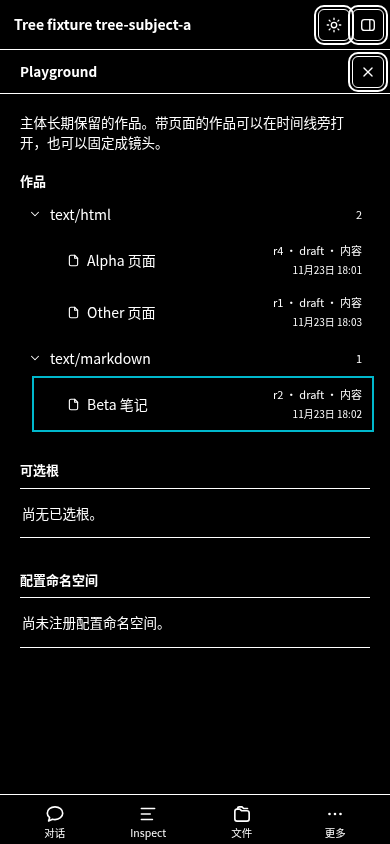 Tree fixture tree-subject-a
Playground
主体长期保留的作品。带页面的作品可以在时间线旁打
开，也可以固定成镜头。
作品
text/html 2
Alpha 页面 r4 · draft · 内容
11月23日 18:01
Other 页面 r1 · draft · 内容
11月23日 18:03
text/markdown 1
Beta 笔记 r2 · draft · 内容
11月23日 18:02
可选根
尚无已选根。
配置命名空间
尚未注册配置命名空间。
对话 Inspect 文件 更多